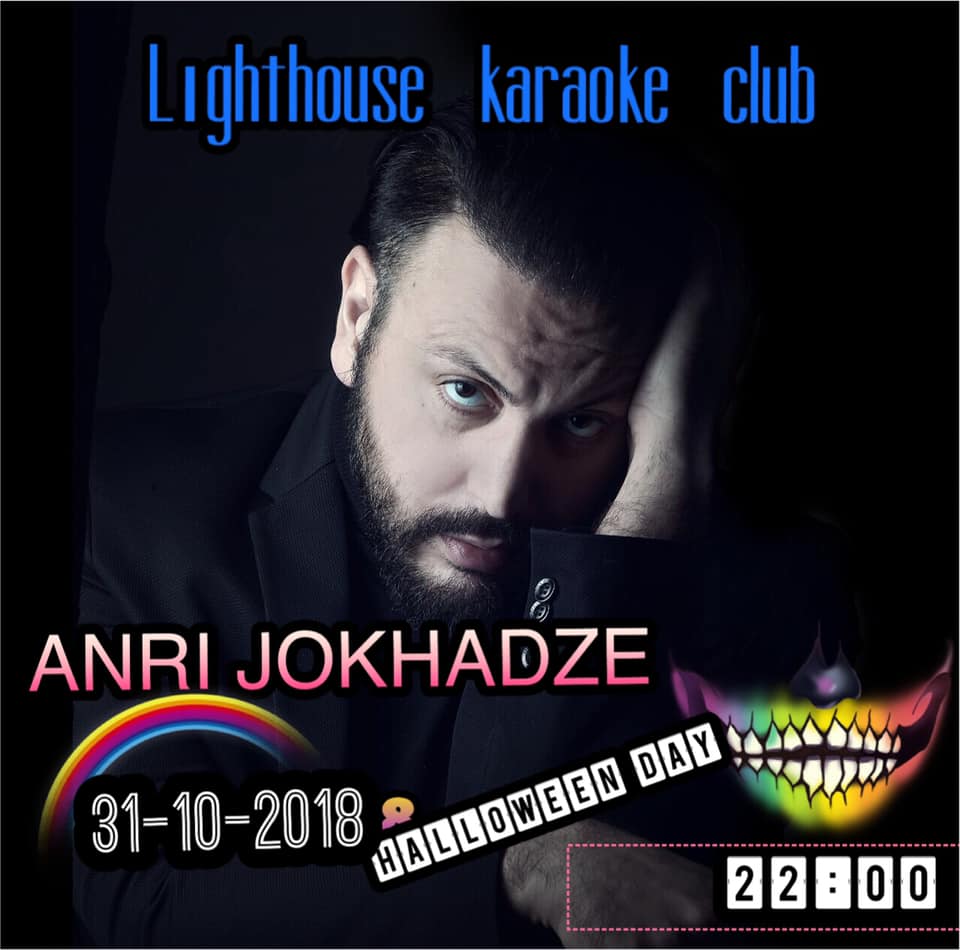 Lighthouse karaoke club
ANRI JOKHADZE
31-10-2018 &
HALLOWEEN DAY
22:00